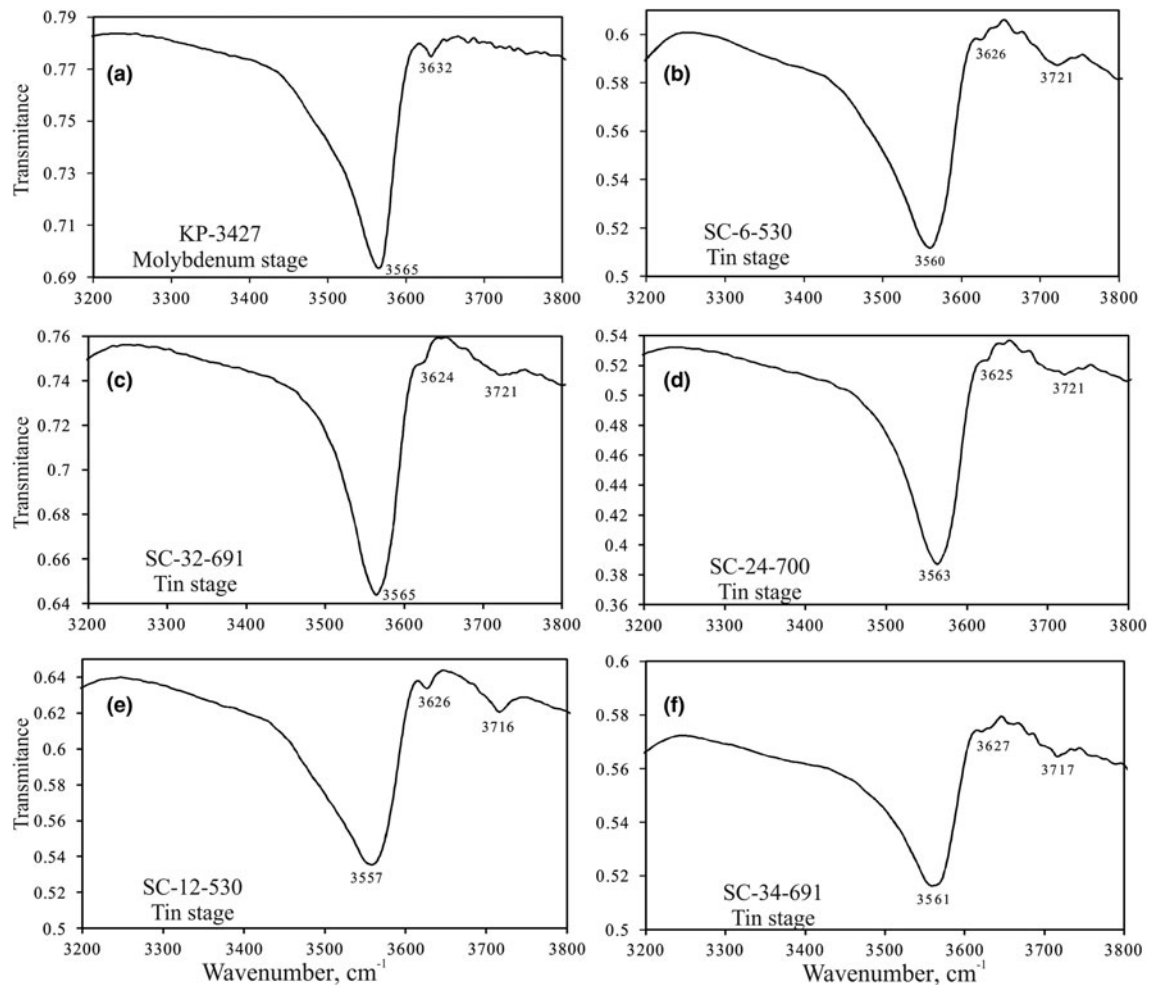 0.79
0.77
0.75
0.73
0.71
0.69
Transmitance
(a)
3632
KP-3427
Molybdenum stage
3565
3200 3300 3400 3500 3600 3700 3800
0.6
0.58
0.56
0.54
0.52
0.5
(b)
3626
3721
SC-6-530
Tin stage
3560
3200 3300 3400 3500 3600 3700 3800
0.76
0.74
0.72
0.7
0.68
0.66
0.64
Transmitance
(c)
3624
3721
SC-32-691
Tin stage
3565
3200 3300 3400 3500 3600 3700 3800
0.54
0.52
0.5
0.48
0.46
0.44
0.42
0.4
0.38
0.36
(d)
3625
3721
SC-24-700
Tin stage
3563
3200 3300 3400 3500 3600 3700 3800
0.64
0.62
0.6
0.58
0.56
0.54
0.52
0.5
Transmitance
(e)
3626
3716
3557
SC-12-530
Tin stage
3200 3300 3400 3500 3600 3700 3800
Wavenumber, cm⁻¹
0.6
0.58
0.56
0.54
0.52
0.5
(f)
3627
3717
3561
SC-34-691
Tin stage
3200 3300 3400 3500 3600 3700 3800
Wavenumber, cm⁻¹